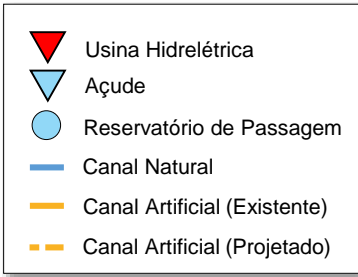 Usina Hidrelétrica
Açude
Reservatório de Passagem
Canal Natural
Canal Artificial (Existente)
Canal Artificial (Projetado)